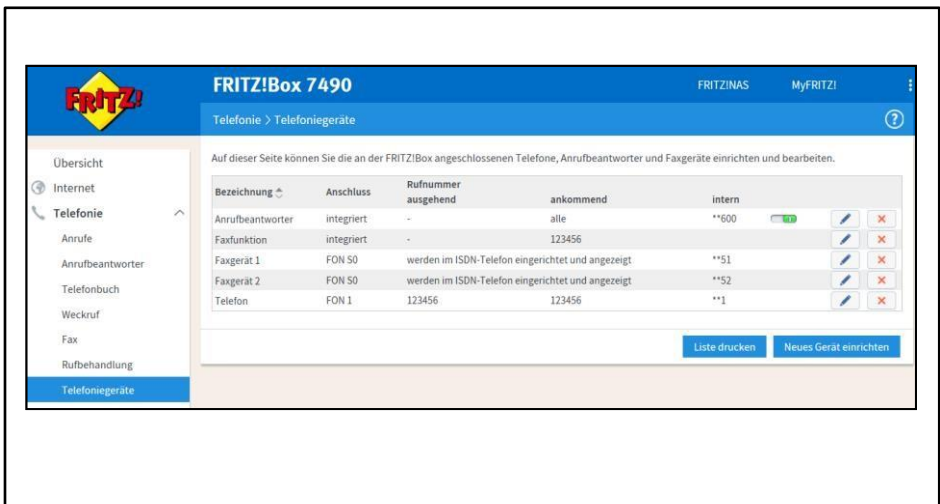 FRITZ!
FRITZ!Box 7490
FRITZ!NAS MyFRITZ!
Telefonie > Telefoniegeräte
?
Übersicht
Internet
Telefonie
Anrufe
Anrufbeantworter
Telefonbuch
Weckruf
Fax
Rufbehandlung
Telefoniegeräte
Auf dieser Seite können Sie die an der FRITZ!Box angeschlossenen Telefone, Anrufbeantworter und Faxgeräte einrichten und bearbeiten.
Bezeichnung Anschluss Rufnummer
ausgehend ankommend intern
Anrufbeantworter integriert - alle **600
Faxfunktion integriert - 123456
Faxgerät 1 FON S0 werden im ISDN-Telefon eingerichtet und angezeigt **51
Faxgerät 2 FON S0 werden im ISDN-Telefon eingerichtet und angezeigt **52
Telefon FON 1 123456 123456 **1
Liste drucken Neues Gerät einrichten